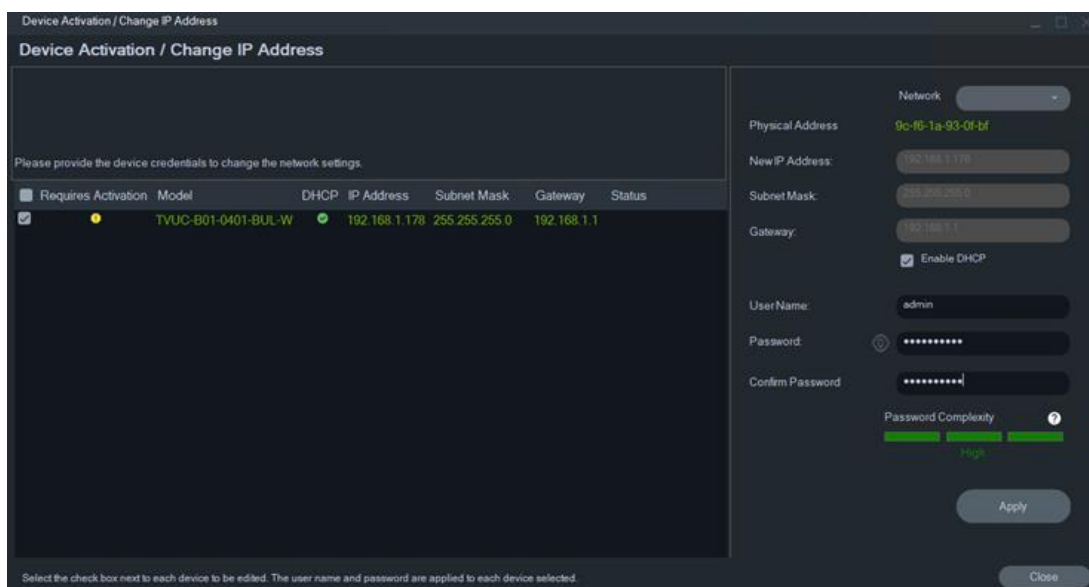 Device Activation / Change IP Address
Device Activation / Change IP Address
Please provide the device credentials to change the network settings.
Requires Activation Model DHCP IP Address Subnet Mask Gateway Status
TVUC-B01-0401-BUL-W 192.168.1.178 255.255.255.0 192.168.1.1
Network
Physical Address 9c-f6-1a-93-0f-bf
New IP Address: 192.168.1.178
Subnet Mask: 255.255.255.0
Gateway: 192.168.1.1
Enable DHCP
User Name: admin
Password: ••••••••••
Confirm Password ••••••••••
Password Complexity ?
High
Apply
Select the check box next to each device to be edited. The user name and password are applied to each device selected.
Close